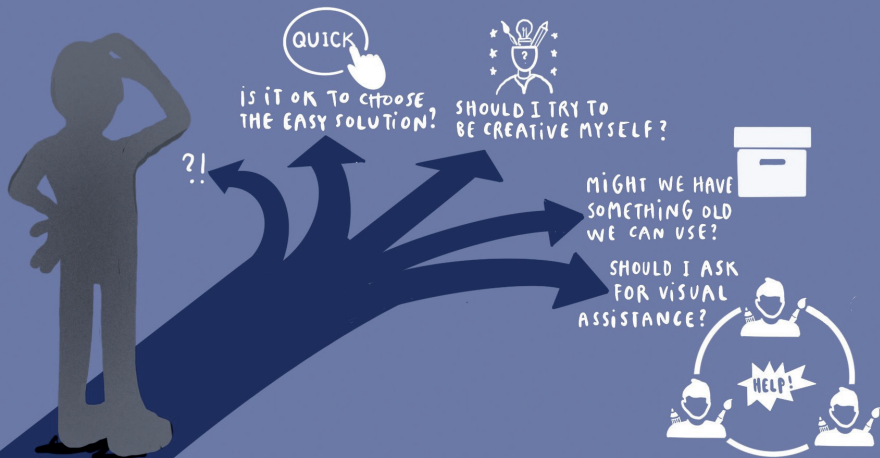 QUICK
iS iT OK TO CHOOSE
THE EASY SOLUTION?
SHOULD I TRY TO
BE CREATIVE MYSELF?
?
?!
MiGHT WE HAVE
SOMETHING OLD
WE CAN USE?
SHOULD I ASK
FOR ViSUAL
ASSiSTANCE?
HELP!